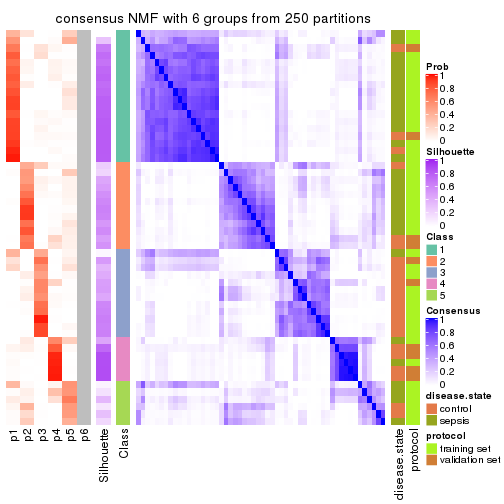 consensus NMF with 6 groups from 250 partitions
Prob
1
0.8
0.6
0.4
0.2
0
Silhouette
1
0.8
0.6
0.4
0.2
0
Class
1
2
3
4
5
Consensus
1
0.8
0.6
0.4
0.2
0
disease.state
control
sepsis
protocol
training set
validation set
p1
p2
p3
p4
p5
p6
Silhouette
Class
disease.state
protocol